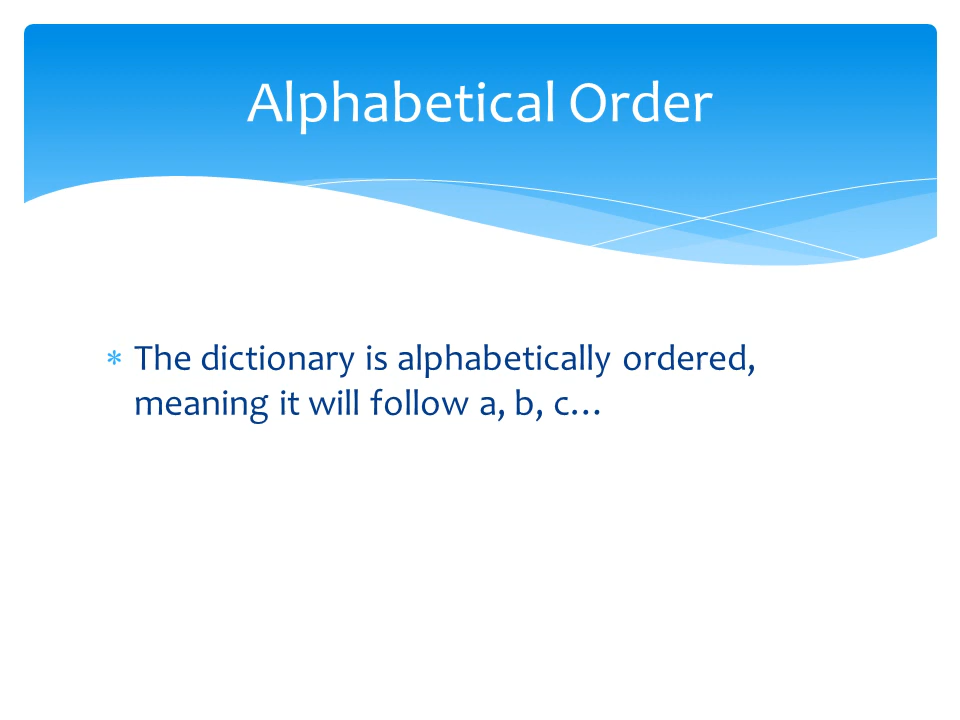 Alphabetical Order
* The dictionary is alphabetically ordered,
meaning it will follow a, b, c…